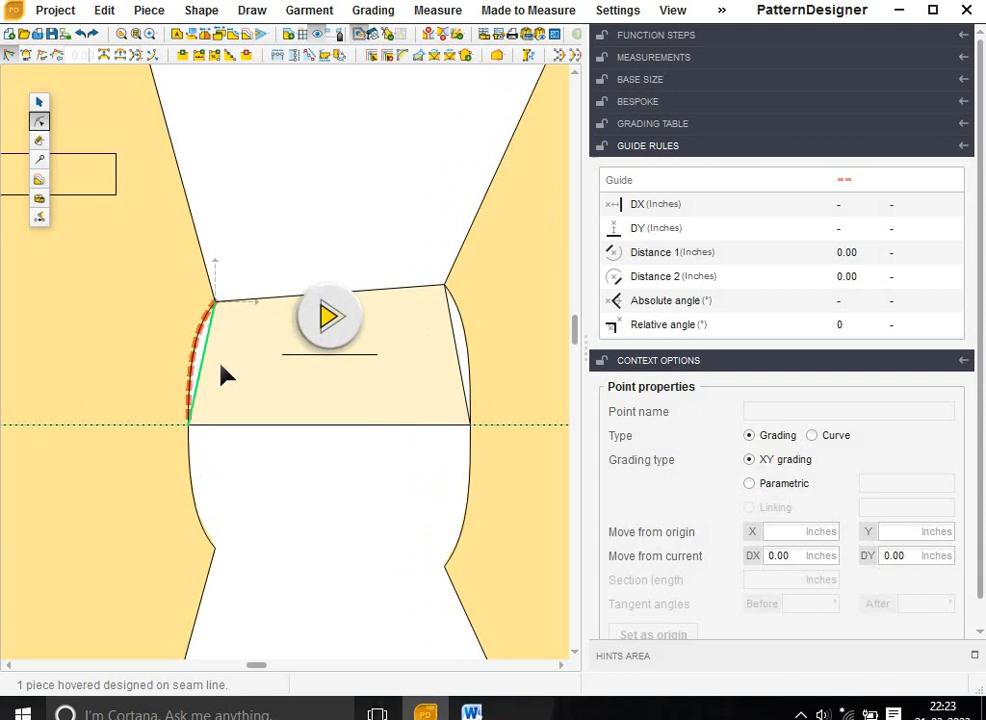 Project Edit Piece Shape Draw Garment Grading Measure Made to Measure Settings View » PatternDesigner
FUNCTION STEPS
MEASUREMENTS
BASE SIZE
BESPOKE
GRADING TABLE
GUIDE RULES
Guide ==
DX (Inches) - -
DY (Inches) - -
Distance 1(Inches) 0.00 -
Distance 2 (Inches) 0.00 -
Absolute angle (°) - -
Relative angle (°) 0 -
CONTEXT OPTIONS
Point properties
Point name
Type Grading Curve
Grading type XY grading
Parametric
Linking
Move from origin X Inches Y Inches
Move from current DX 0.00 Inches DY 0.00 Inches
Section length Inches
Tangent angles Before ° After °
Set as origin
HINTS AREA
1 piece hovered designed on seam line.
I'm Cortana. Ask me anything.
22:23